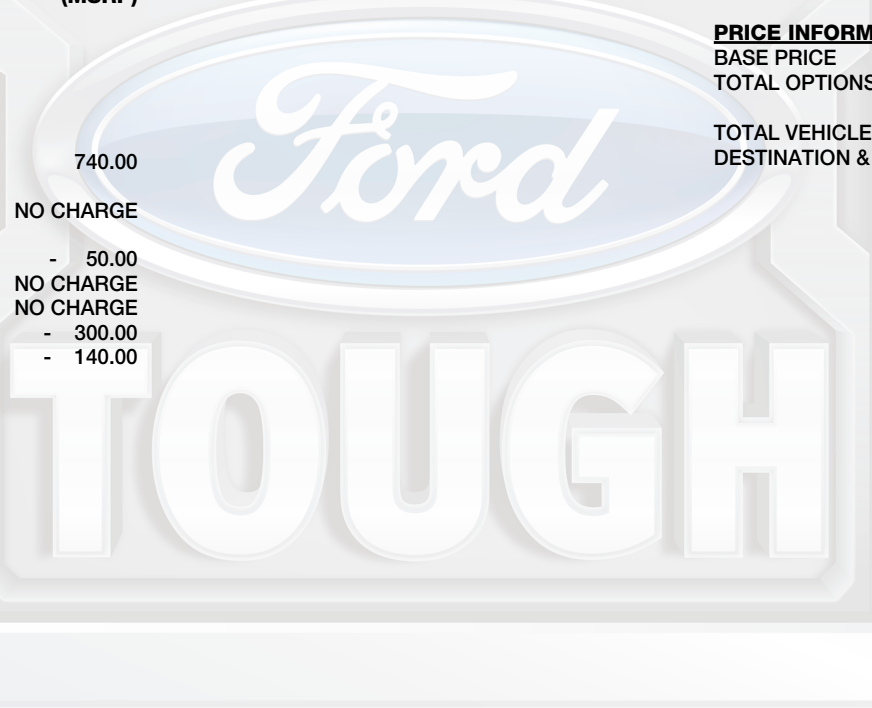 (MSRP)
740.00
NO CHARGE
- 50.00
NO CHARGE
NO CHARGE
- 300.00
- 140.00
PRICE INFORM
BASE PRICE
TOTAL OPTIONS
TOTAL VEHICLE
DESTINATION &
Ford
TOUGH